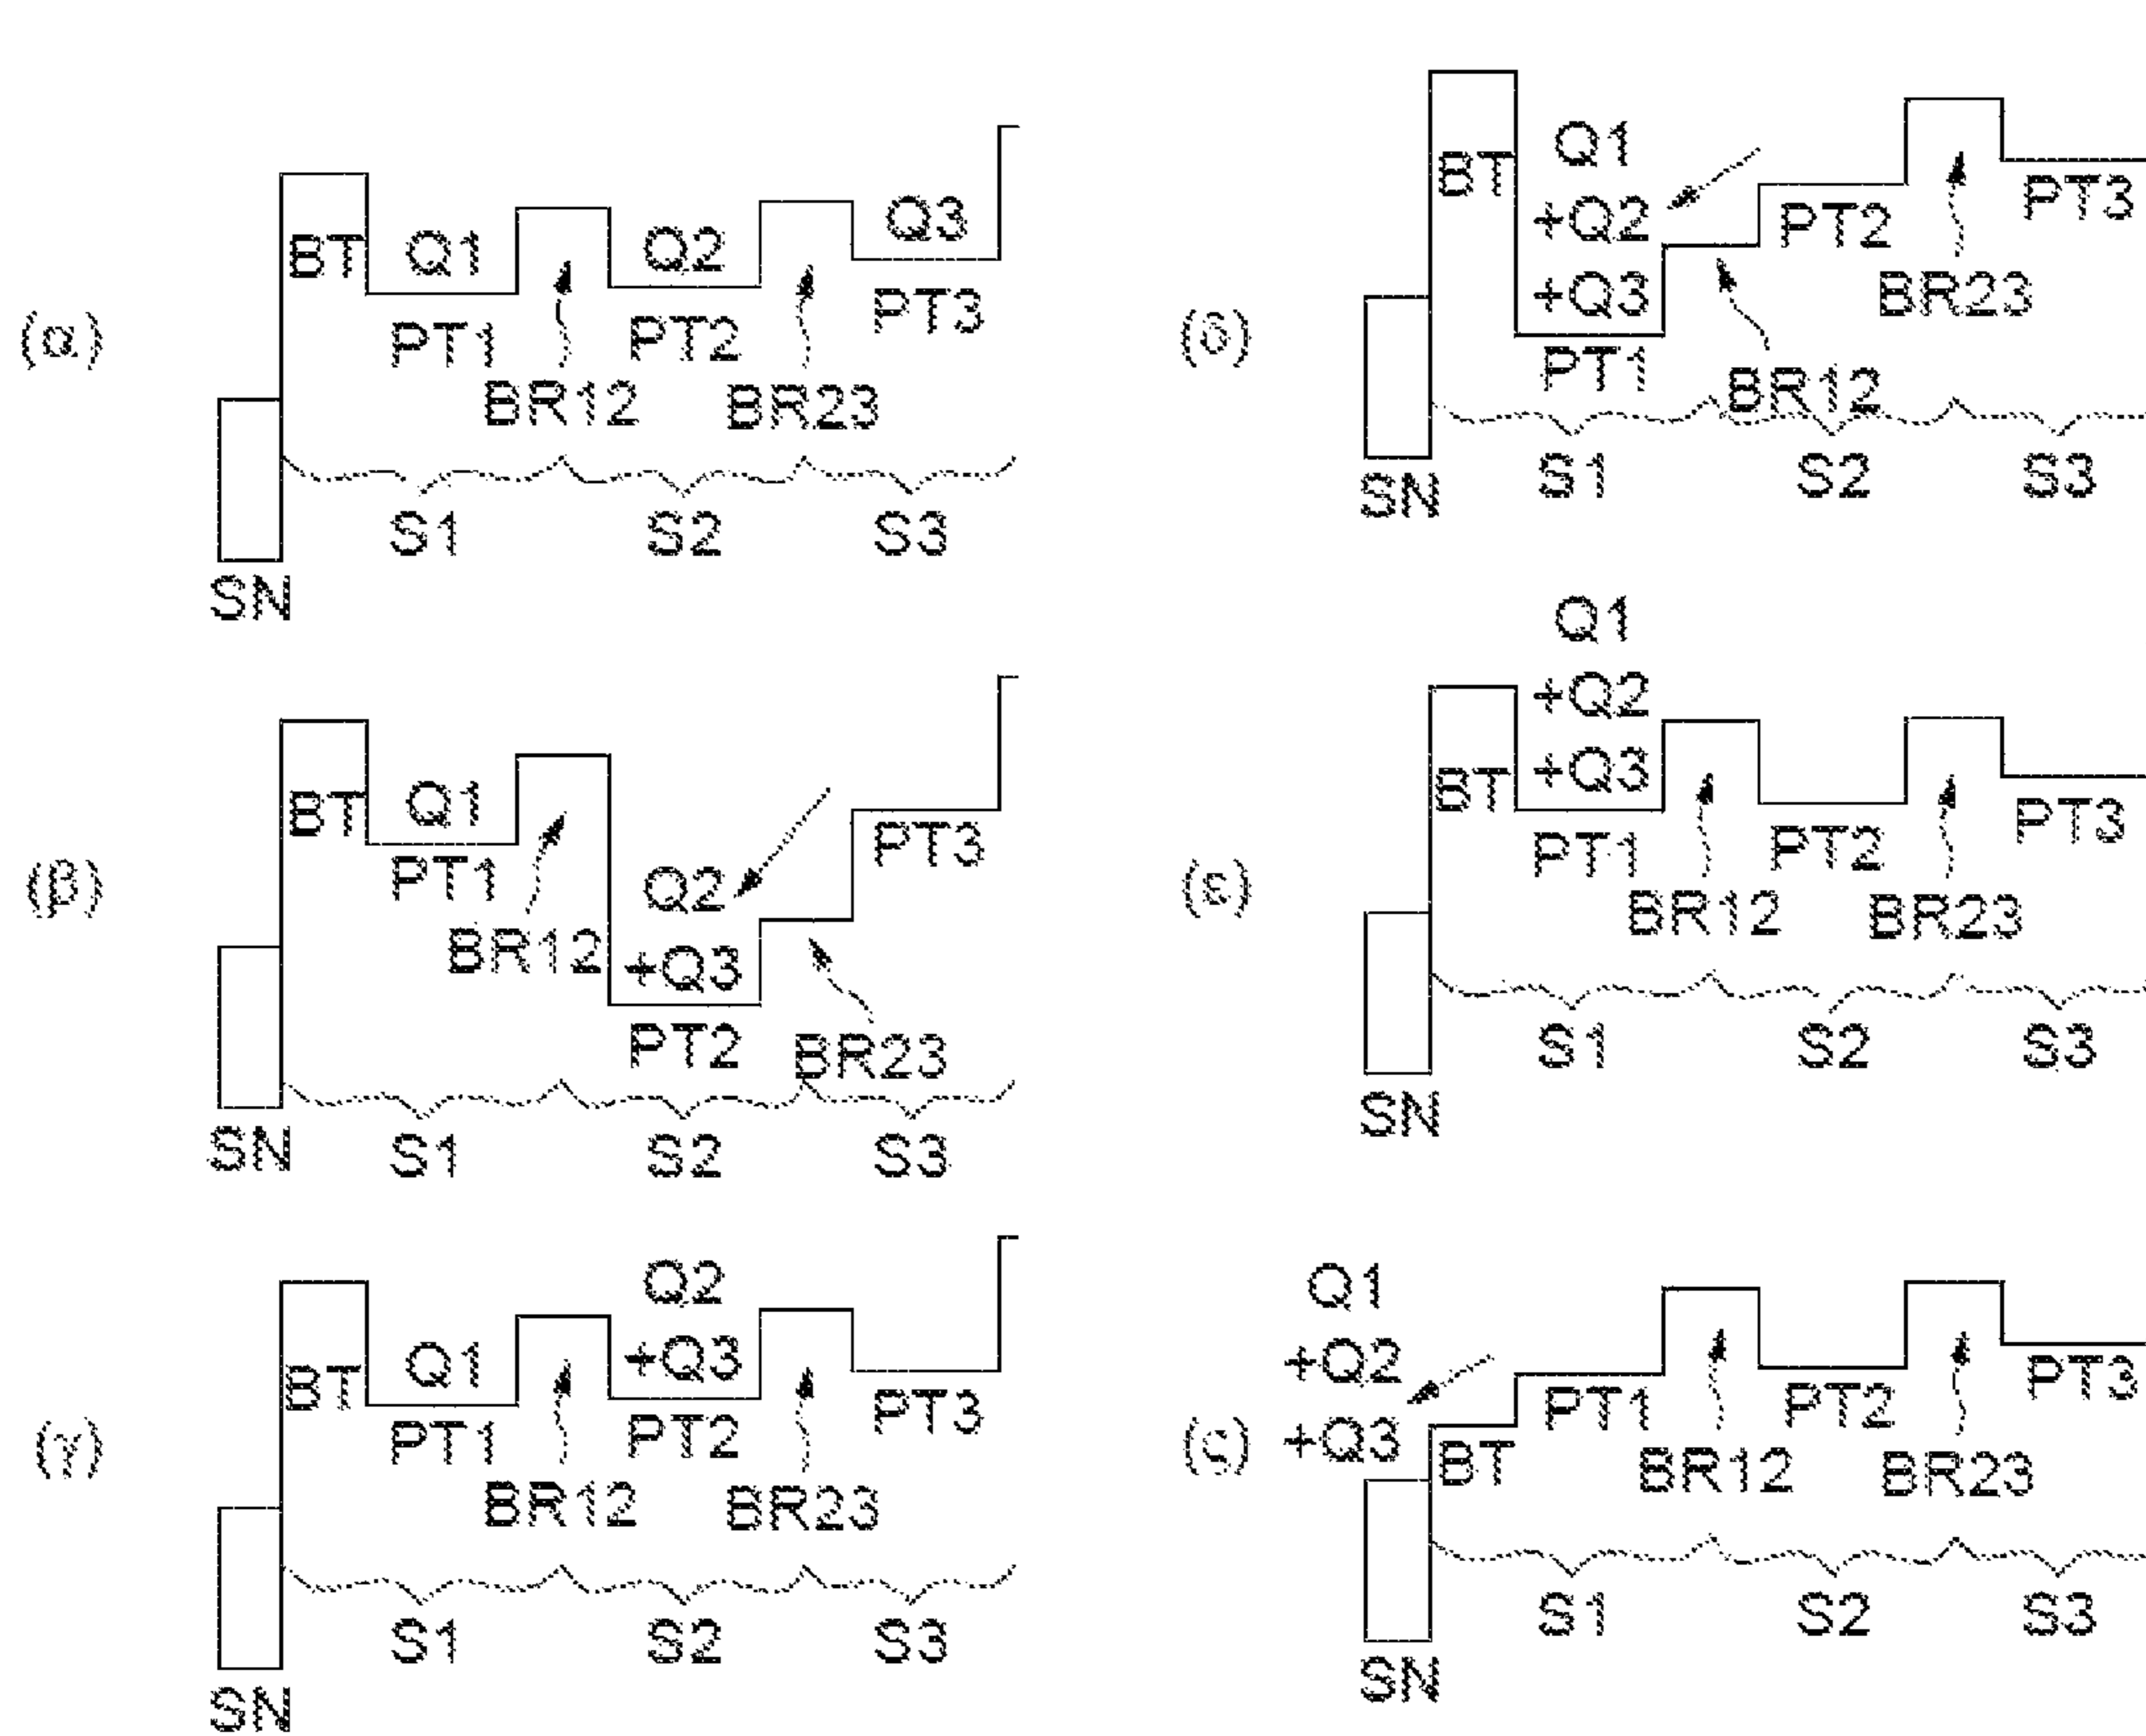 (α)
BT
Q1
Q2
Q3
PT1
PT2
PT3
BR12
BR23
S1
S2
S3
SN
(β)
BT
Q1
PT1
BR12
Q2
+Q3
PT2
PT3
BR23
S1
S2
S3
SN
(γ)
BT
Q1
PT1
Q2
+Q3
PT2
PT3
BR12
BR23
S1
S2
S3
SN
(δ)
BT
Q1
+Q2
+Q3
PT1
PT2
PT3
BR12
BR23
S1
S2
S3
SN
(ε)
BT
Q1
+Q2
+Q3
PT1
PT2
PT3
BR12
BR23
S1
S2
S3
SN
(ς)
Q1
+Q2
+Q3
BT
PT1
PT2
PT3
BR12
BR23
S1
S2
S3
SN